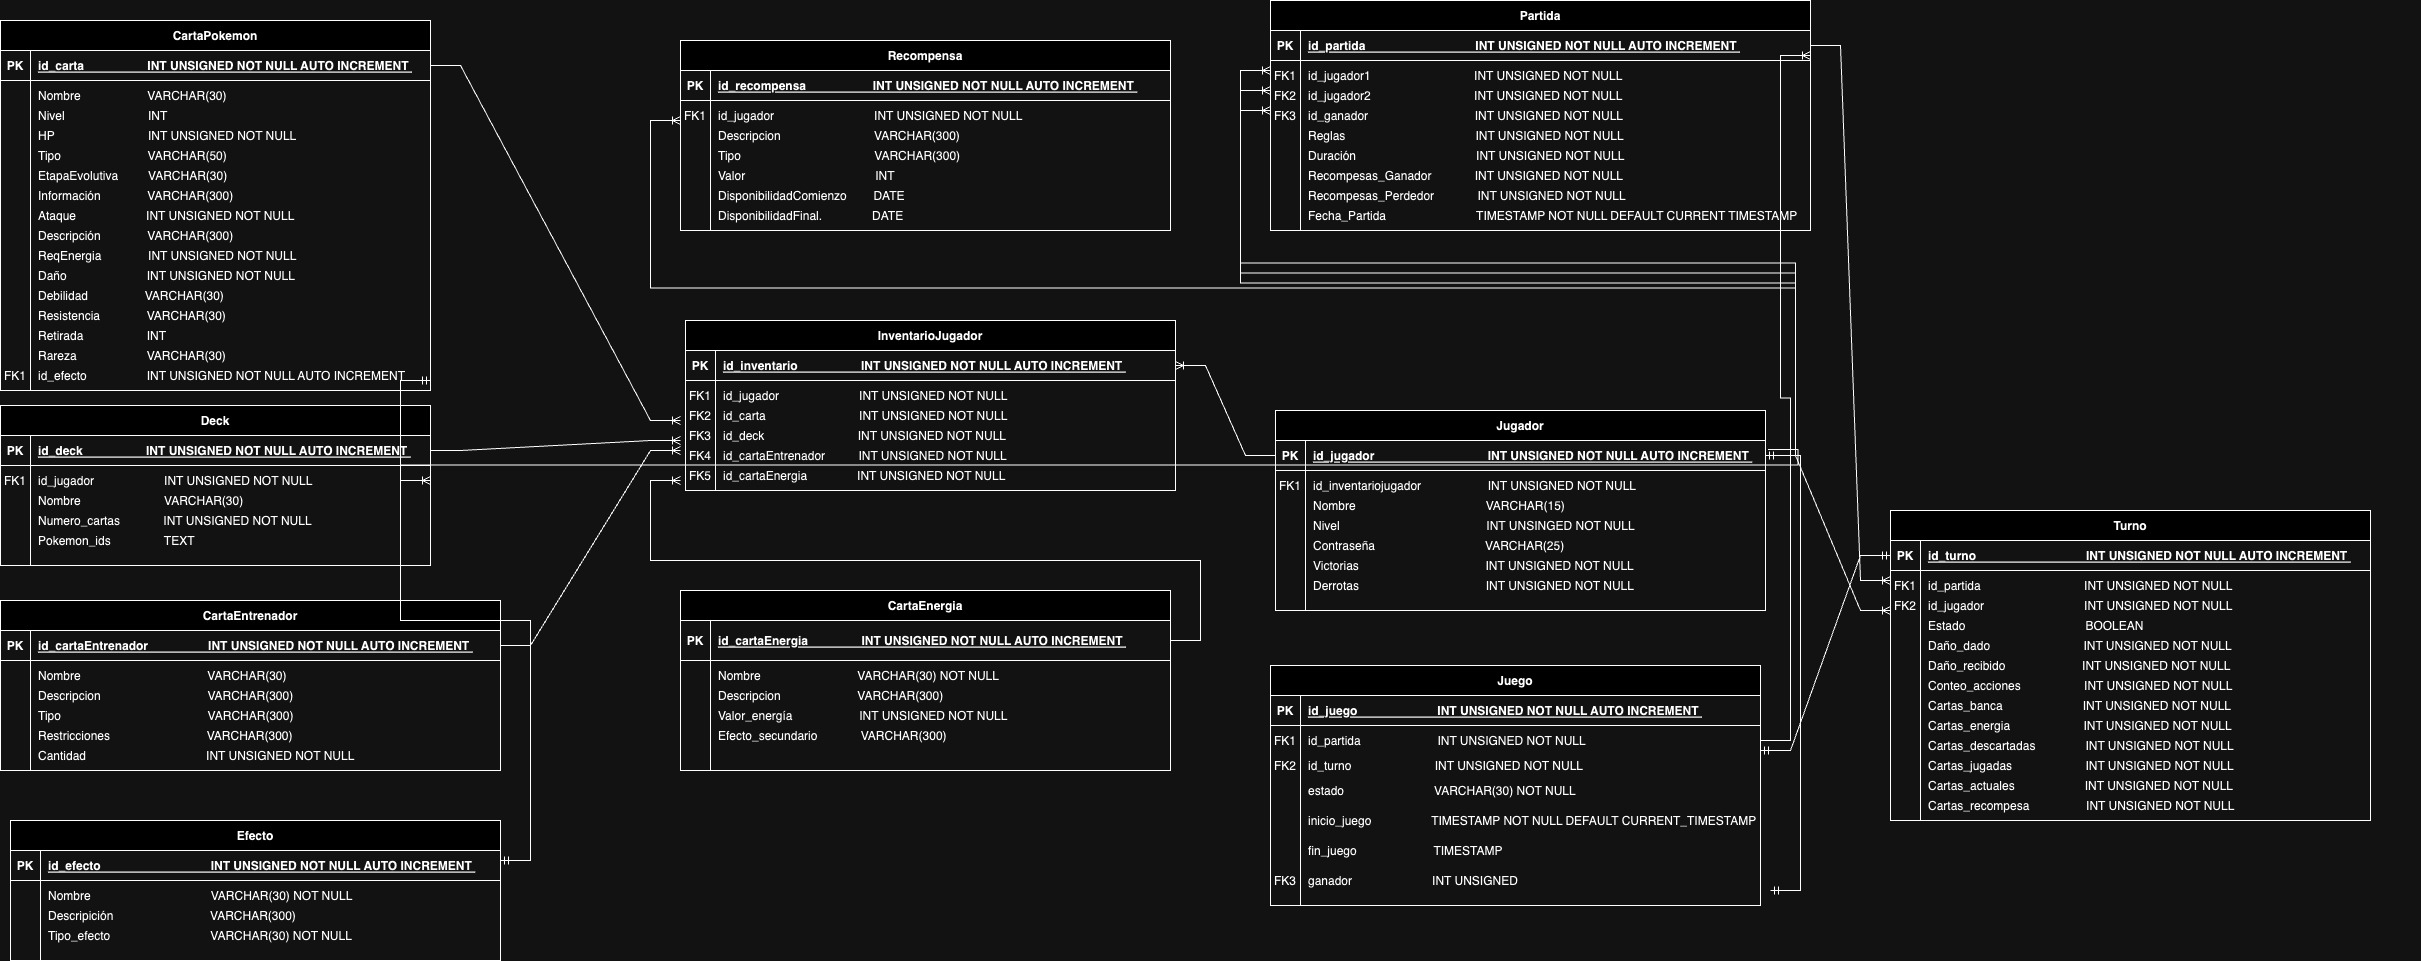 CartaPokemon
PK id_carta INT UNSIGNED NOT NULL AUTO INCREMENT
Nombre VARCHAR(30)
Nivel INT
HP INT UNSIGNED NOT NULL
Tipo VARCHAR(50)
EtapaEvolutiva VARCHAR(30)
Información VARCHAR(300)
Ataque INT UNSIGNED NOT NULL
Descripción VARCHAR(300)
ReqEnergia INT UNSIGNED NOT NULL
Daño INT UNSIGNED NOT NULL
Debilidad VARCHAR(30)
Resistencia VARCHAR(30)
Retirada INT
Rareza VARCHAR(30)
FK1 id_efecto INT UNSIGNED NOT NULL AUTO INCREMENT
Deck
PK id_deck INT UNSIGNED NOT NULL AUTO INCREMENT
FK1 id_jugador INT UNSIGNED NOT NULL
Nombre VARCHAR(30)
Numero_cartas INT UNSIGNED NOT NULL
Pokemon_ids TEXT
CartaEntrenador
PK id_cartaEntrenador INT UNSIGNED NOT NULL AUTO INCREMENT
Nombre VARCHAR(30)
Descripcion VARCHAR(300)
Tipo VARCHAR(300)
Restricciones VARCHAR(300)
Cantidad INT UNSIGNED NOT NULL
Efecto
PK id_efecto INT UNSIGNED NOT NULL AUTO INCREMENT
Nombre VARCHAR(30) NOT NULL
Descripición VARCHAR(300)
Tipo_efecto VARCHAR(30) NOT NULL
Recompensa
PK id_recompensa INT UNSIGNED NOT NULL AUTO INCREMENT
FK1 id_jugador INT UNSIGNED NOT NULL
Descripcion VARCHAR(300)
Tipo VARCHAR(300)
Valor INT
DisponibilidadComienzo DATE
DisponibilidadFinal. DATE
InventarioJugador
PK id_inventario INT UNSIGNED NOT NULL AUTO INCREMENT
FK1 id_jugador INT UNSIGNED NOT NULL
FK2 id_carta INT UNSIGNED NOT NULL
FK3 id_deck INT UNSIGNED NOT NULL
FK4 id_cartaEntrenador INT UNSIGNED NOT NULL
FK5 id_cartaEnergia INT UNSIGNED NOT NULL
CartaEnergia
PK id_cartaEnergia INT UNSIGNED NOT NULL AUTO INCREMENT
Nombre VARCHAR(30) NOT NULL
Descripcion VARCHAR(300)
Valor_energía INT UNSIGNED NOT NULL
Efecto_secundario VARCHAR(300)
Partida
PK id_partida INT UNSIGNED NOT NULL AUTO INCREMENT
FK1 id_jugador1 INT UNSIGNED NOT NULL
FK2 id_jugador2 INT UNSIGNED NOT NULL
FK3 id_ganador INT UNSIGNED NOT NULL
Reglas INT UNSIGNED NOT NULL
Duración INT UNSIGNED NOT NULL
Recompesas_Ganador INT UNSIGNED NOT NULL
Recompesas_Perdedor INT UNSIGNED NOT NULL
Fecha_Partida TIMESTAMP NOT NULL DEFAULT CURRENT TIMESTAMP
Jugador
PK id_jugador INT UNSIGNED NOT NULL AUTO INCREMENT
FK1 id_inventariojugador INT UNSIGNED NOT NULL
Nombre VARCHAR(15)
Nivel INT UNSINGED NOT NULL
Contraseña VARCHAR(25)
Victorias INT UNSIGNED NOT NULL
Derrotas INT UNSIGNED NOT NULL
Juego
PK id_juego INT UNSIGNED NOT NULL AUTO INCREMENT
FK1 id_partida INT UNSIGNED NOT NULL
FK2 id_turno INT UNSIGNED NOT NULL
estado VARCHAR(30) NOT NULL
inicio_juego TIMESTAMP NOT NULL DEFAULT CURRENT_TIMESTAMP
fin_juego TIMESTAMP
FK3 ganador INT UNSIGNED
Turno
PK id_turno INT UNSIGNED NOT NULL AUTO INCREMENT
FK1 id_partida INT UNSIGNED NOT NULL
FK2 id_jugador INT UNSIGNED NOT NULL
Estado BOOLEAN
Daño_dado INT UNSIGNED NOT NULL
Daño_recibido INT UNSIGNED NOT NULL
Conteo_acciones INT UNSIGNED NOT NULL
Cartas_banca INT UNSIGNED NOT NULL
Cartas_energia INT UNSIGNED NOT NULL
Cartas_descartadas INT UNSIGNED NOT NULL
Cartas_jugadas INT UNSIGNED NOT NULL
Cartas_actuales INT UNSIGNED NOT NULL
Cartas_recompesa INT UNSIGNED NOT NULL